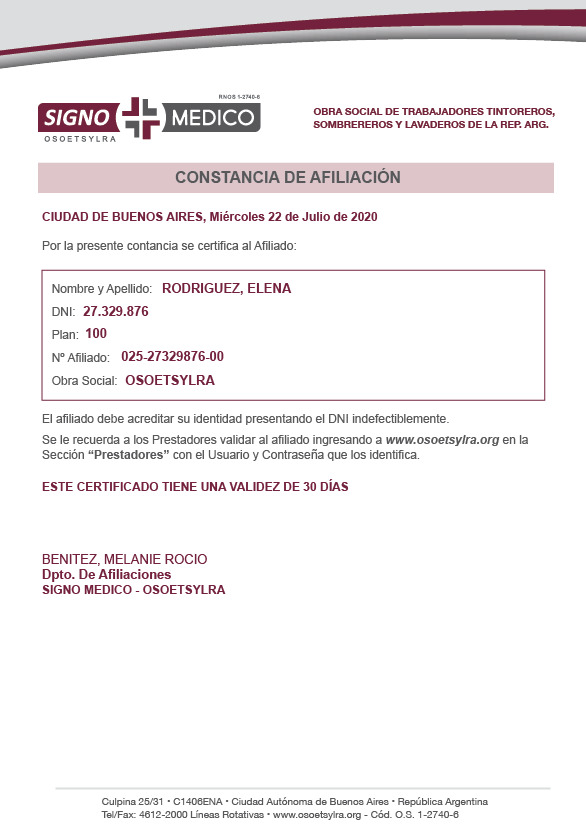 RNOS 1-2740-6
SIGNO MEDICO
OSOETSYLRA
OBRA SOCIAL DE TRABAJADORES TINTOREROS,
SOMBREREROS Y LAVADEROS DE LA REP. ARG.
CONSTANCIA DE AFILIACIÓN
CIUDAD DE BUENOS AIRES, Miércoles 22 de Julio de 2020
Por la presente contancia se certifica al Afiliado:
Nombre y Apellido: RODRIGUEZ, ELENA
DNI: 27.329.876
Plan: 100
Nº Afiliado: 025-27329876-00
Obra Social: OSOETSYLRA
El afiliado debe acreditar su identidad presentando el DNI indefectiblemente.
Se le recuerda a los Prestadores validar al afiliado ingresando a www.osoetsylra.org en la
Sección “Prestadores” con el Usuario y Contraseña que los identifica.
ESTE CERTIFICADO TIENE UNA VALIDEZ DE 30 DÍAS
BENITEZ, MELANIE ROCIO
Dpto. De Afiliaciones
SIGNO MEDICO - OSOETSYLRA
Culpina 25/31 • C1406ENA • Ciudad Autónoma de Buenos Aires • República Argentina
Tel/Fax: 4612-2000 Líneas Rotativas • www.osoetsylra.org - Cód. O.S. 1-2740-6